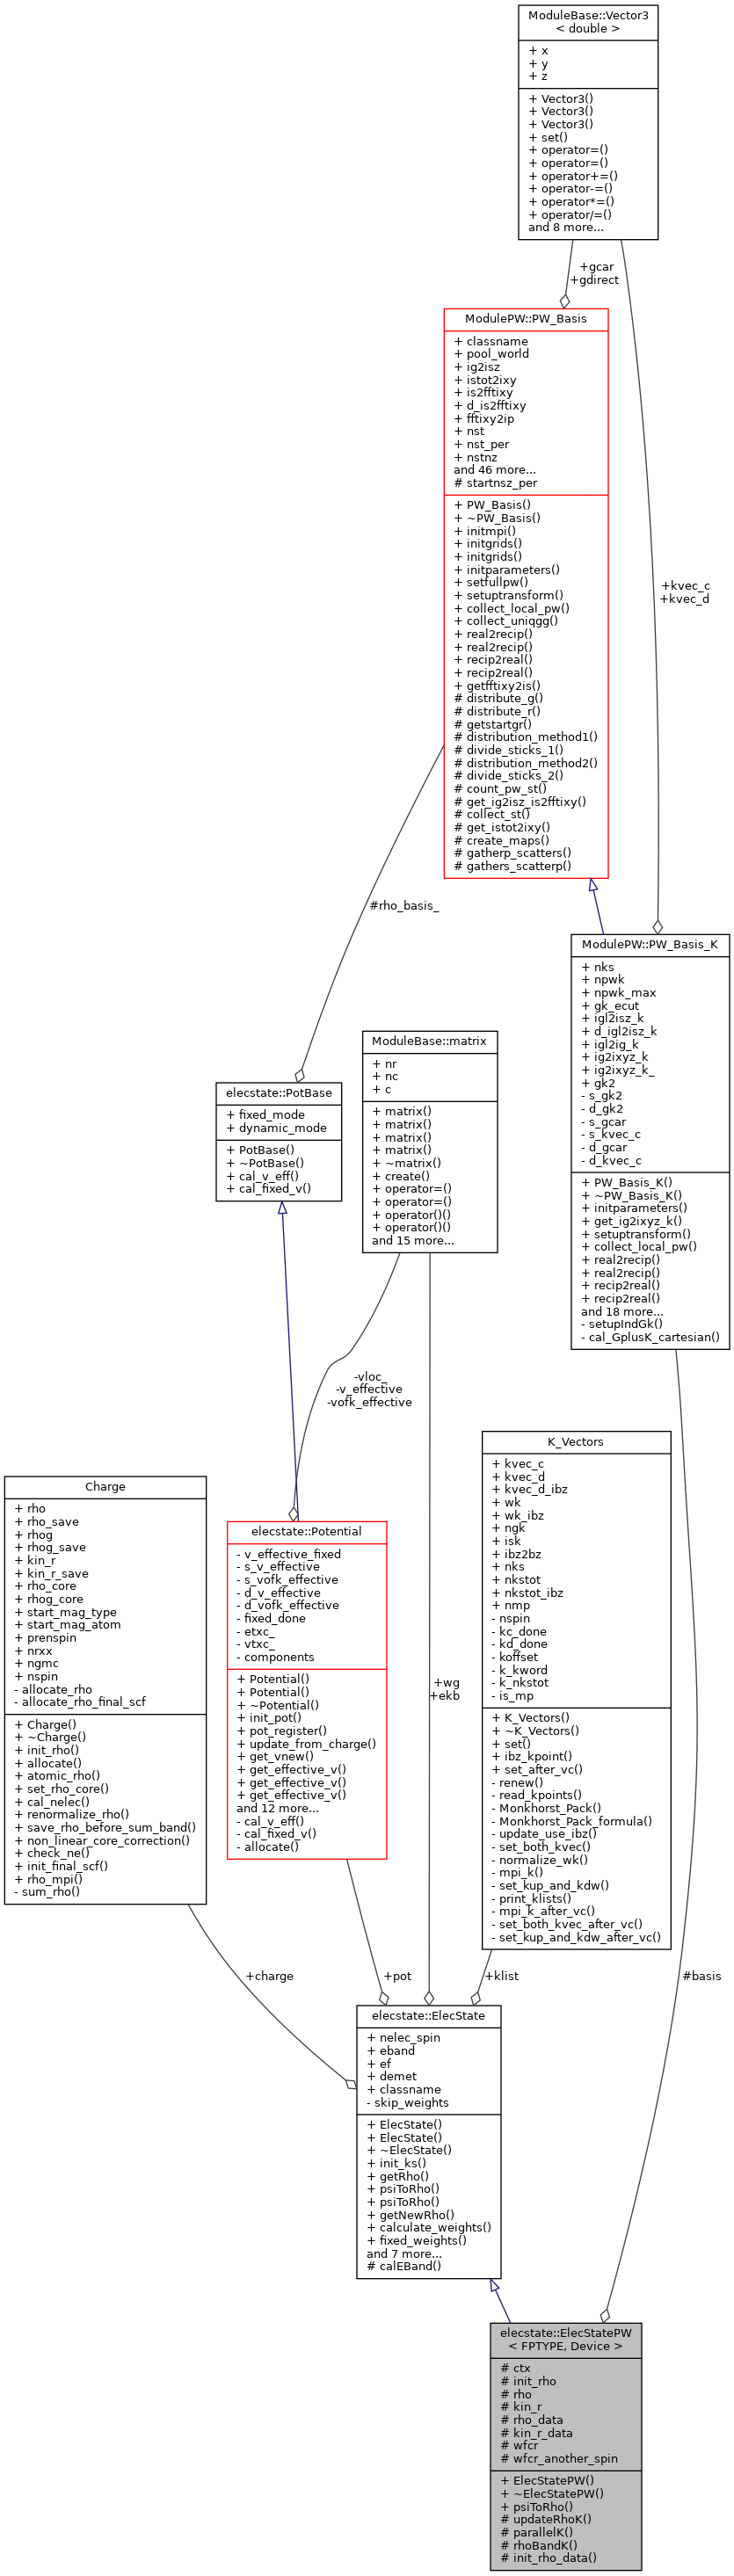 ModuleBase::Vector3
< double >
+ x
+ y
+ z
+ Vector3()
+ Vector3()
+ Vector3()
+ set()
+ operator=()
+ operator=()
+ operator+=()
+ operator-=()
+ operator*=()
+ operator/=()
and 8 more...
+gcar
+gdirect
ModulePW::PW_Basis
+ classname
+ pool_world
+ ig2isz
+ istot2ixy
+ is2fftixy
+ d_is2fftixy
+ fftixy2ip
+ nst
+ nst_per
+ nstnz
and 46 more...
# startnsz_per
+ PW_Basis()
+ ~PW_Basis()
+ initmpi()
+ initgrids()
+ initgrids()
+ initparameters()
+ setfullpw()
+ setuptransform()
+ collect_local_pw()
+ collect_uniqgg()
+ real2recip()
+ real2recip()
+ recip2real()
+ recip2real()
+ getfftixy2is()
# distribute_g()
# distribute_r()
# getstartgr()
# distribution_method1()
# divide_sticks_1()
# distribution_method2()
# divide_sticks_2()
# count_pw_st()
# get_ig2isz_is2fftixy()
# collect_st()
# get_istot2ixy()
# create_maps()
# gatherp_scatters()
# gathers_scatterp()
+kvec_c
+kvec_d
#rho_basis_
ModulePW::PW_Basis_K
+ nks
+ npwk
+ npwk_max
+ gk_ecut
+ igl2isz_k
+ d_igl2isz_k
+ igl2ig_k
+ ig2ixyz_k
+ ig2ixyz_k_
+ gk2
- s_gk2
- d_gk2
- s_gcar
- s_kvec_c
- d_gcar
- d_kvec_c
+ PW_Basis_K()
+ ~PW_Basis_K()
+ initparameters()
+ get_ig2ixyz_k()
+ setuptransform()
+ collect_local_pw()
+ real2recip()
+ real2recip()
+ recip2real()
+ recip2real()
and 18 more...
- setupIndGk()
- cal_GplusK_cartesian()
ModuleBase::matrix
+ nr
+ nc
+ c
+ matrix()
+ matrix()
+ matrix()
+ matrix()
+ ~matrix()
+ create()
+ operator=()
+ operator=()
+ operator()()
+ operator()()
and 15 more...
elecstate::PotBase
+ fixed_mode
+ dynamic_mode
+ PotBase()
+ ~PotBase()
+ cal_v_eff()
+ cal_fixed_v()
-vloc_
-v_effective
-vofk_effective
K_Vectors
+ kvec_c
+ kvec_d
+ kvec_d_ibz
+ wk
+ wk_ibz
+ ngk
+ isk
+ ibz2bz
+ nks
+ nkstot
+ nkstot_ibz
+ nmp
- nspin
- kc_done
- kd_done
- koffset
- k_kword
- k_nkstot
- is_mp
+ K_Vectors()
+ ~K_Vectors()
+ set()
+ ibz_kpoint()
+ set_after_vc()
- renew()
- read_kpoints()
- Monkhorst_Pack()
- Monkhorst_Pack_formula()
- update_use_ibz()
- set_both_kvec()
- normalize_wk()
- mpi_k()
- set_kup_and_kdw()
- print_klists()
- mpi_k_after_vc()
- set_both_kvec_after_vc()
- set_kup_and_kdw_after_vc()
Charge
+ rho
+ rho_save
+ rhog
+ rhog_save
+ kin_r
+ kin_r_save
+ rho_core
+ rhog_core
+ start_mag_type
+ start_mag_atom
+ prenspin
+ nrxx
+ ngmc
+ nspin
- allocate_rho
- allocate_rho_final_scf
+ Charge()
+ ~Charge()
+ init_rho()
+ allocate()
+ atomic_rho()
+ set_rho_core()
+ cal_nelec()
+ renormalize_rho()
+ save_rho_before_sum_band()
+ non_linear_core_correction()
+ check_ne()
+ init_final_scf()
+ rho_mpi()
- sum_rho()
elecstate::Potential
- v_effective_fixed
- s_v_effective
- s_vofk_effective
- d_v_effective
- d_vofk_effective
- fixed_done
- etxc_
- vtxc_
- components
+ Potential()
+ Potential()
+ ~Potential()
+ init_pot()
+ pot_register()
+ update_from_charge()
+ get_vnew()
+ get_effective_v()
+ get_effective_v()
+ get_effective_v()
and 12 more...
- cal_v_eff()
- cal_fixed_v()
- allocate()
+wg
+ekb
+charge
+pot
+klist
#basis
elecstate::ElecState
+ nelec_spin
+ eband
+ ef
+ demet
+ classname
- skip_weights
+ ElecState()
+ ElecState()
+ ~ElecState()
+ init_ks()
+ getRho()
+ psiToRho()
+ psiToRho()
+ getNewRho()
+ calculate_weights()
+ fixed_weights()
and 7 more...
# calEBand()
elecstate::ElecStatePW
< FPTYPE, Device >
# ctx
# init_rho
# rho
# kin_r
# rho_data
# kin_r_data
# wfcr
# wfcr_another_spin
+ ElecStatePW()
+ ~ElecStatePW()
+ psiToRho()
# updateRhoK()
# parallelK()
# rhoBandK()
# init_rho_data()